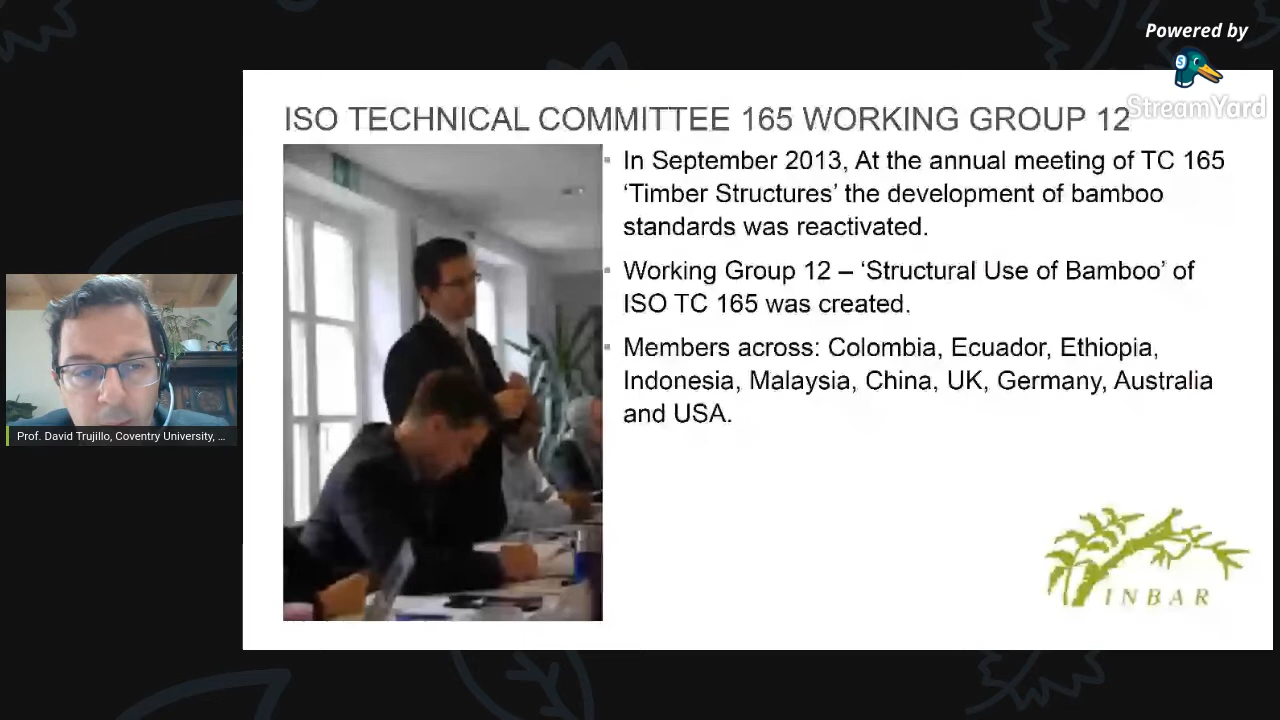 Powered by
StreamYard
ISO TECHNICAL COMMITTEE 165 WORKING GROUP 12
In September 2013, At the annual meeting of TC 165
‘Timber Structures’ the development of bamboo
standards was reactivated.
Working Group 12 – ‘Structural Use of Bamboo’ of
ISO TC 165 was created.
Members across: Colombia, Ecuador, Ethiopia,
Indonesia, Malaysia, China, UK, Germany, Australia
and USA.
Prof. David Trujillo, Coventry University, ...
INBAR